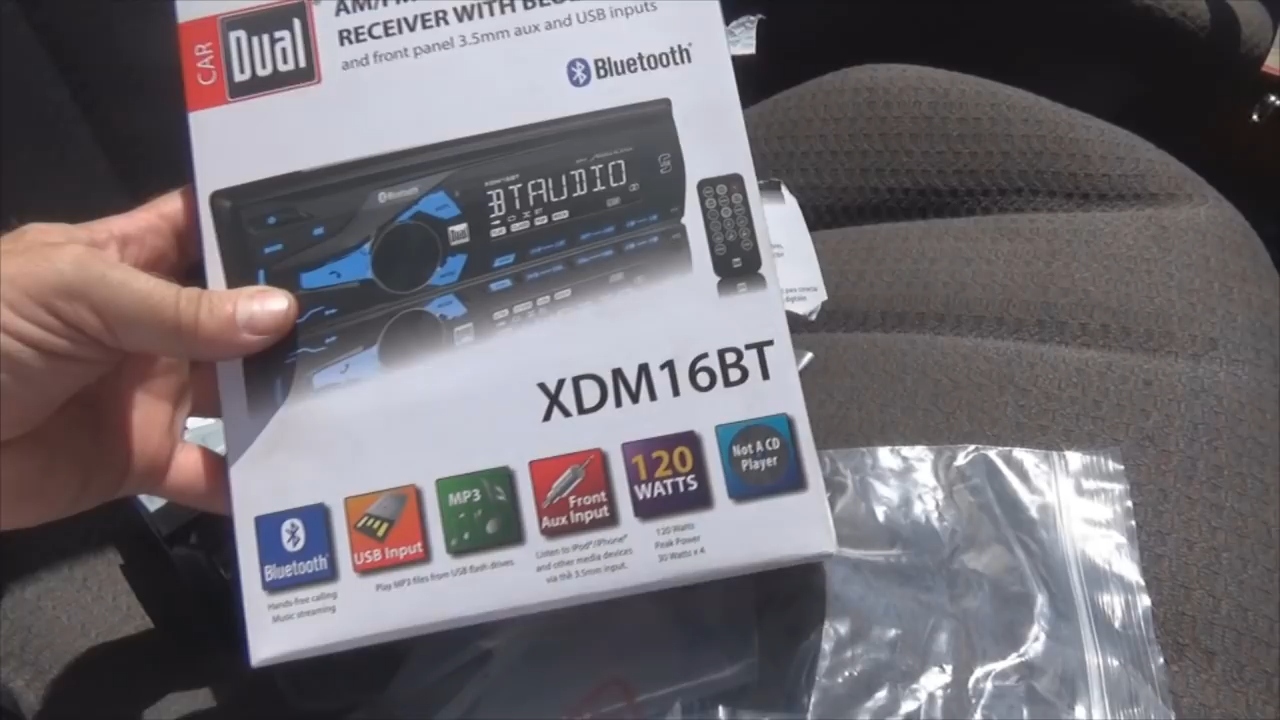 CAR
Dual
RECEIVER WITH
and front panel 3.5mm aux and USB inputs
Bluetooth
Bluetooth
XDM16BT
BTAUDIO
Dual
XDM16BT
Bluetooth
Hands-free calling
Music streaming
USB Input
MP3
Play MP3 files from USB flash drives.
Front
Aux Input
Listen to iPod®/iPhone®
and other media devices
via the 3.5mm input.
120
WATTS
120 Watts
Peak Power
30 Watts x 4
Not A CD
Player